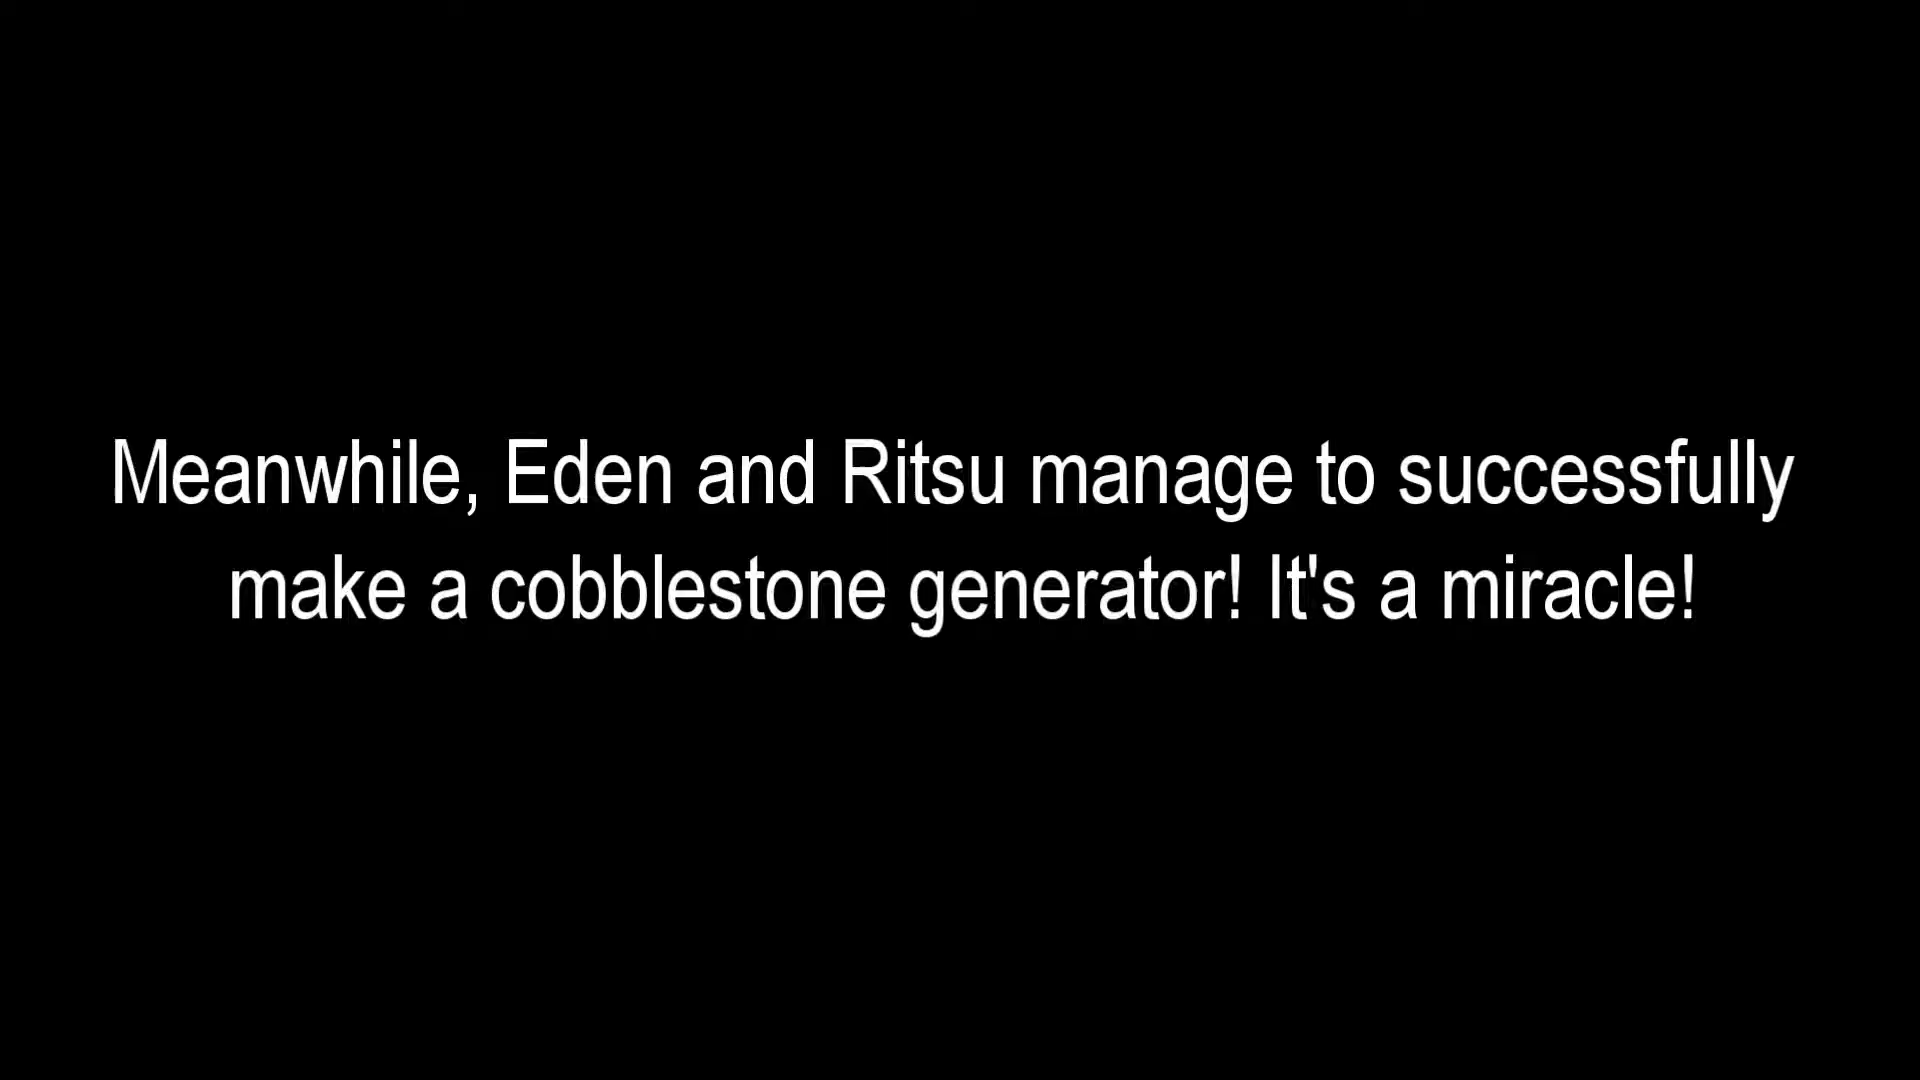 Meanwhile, Eden and Ritsu manage to successfully
make a cobblestone generator! It's a miracle!